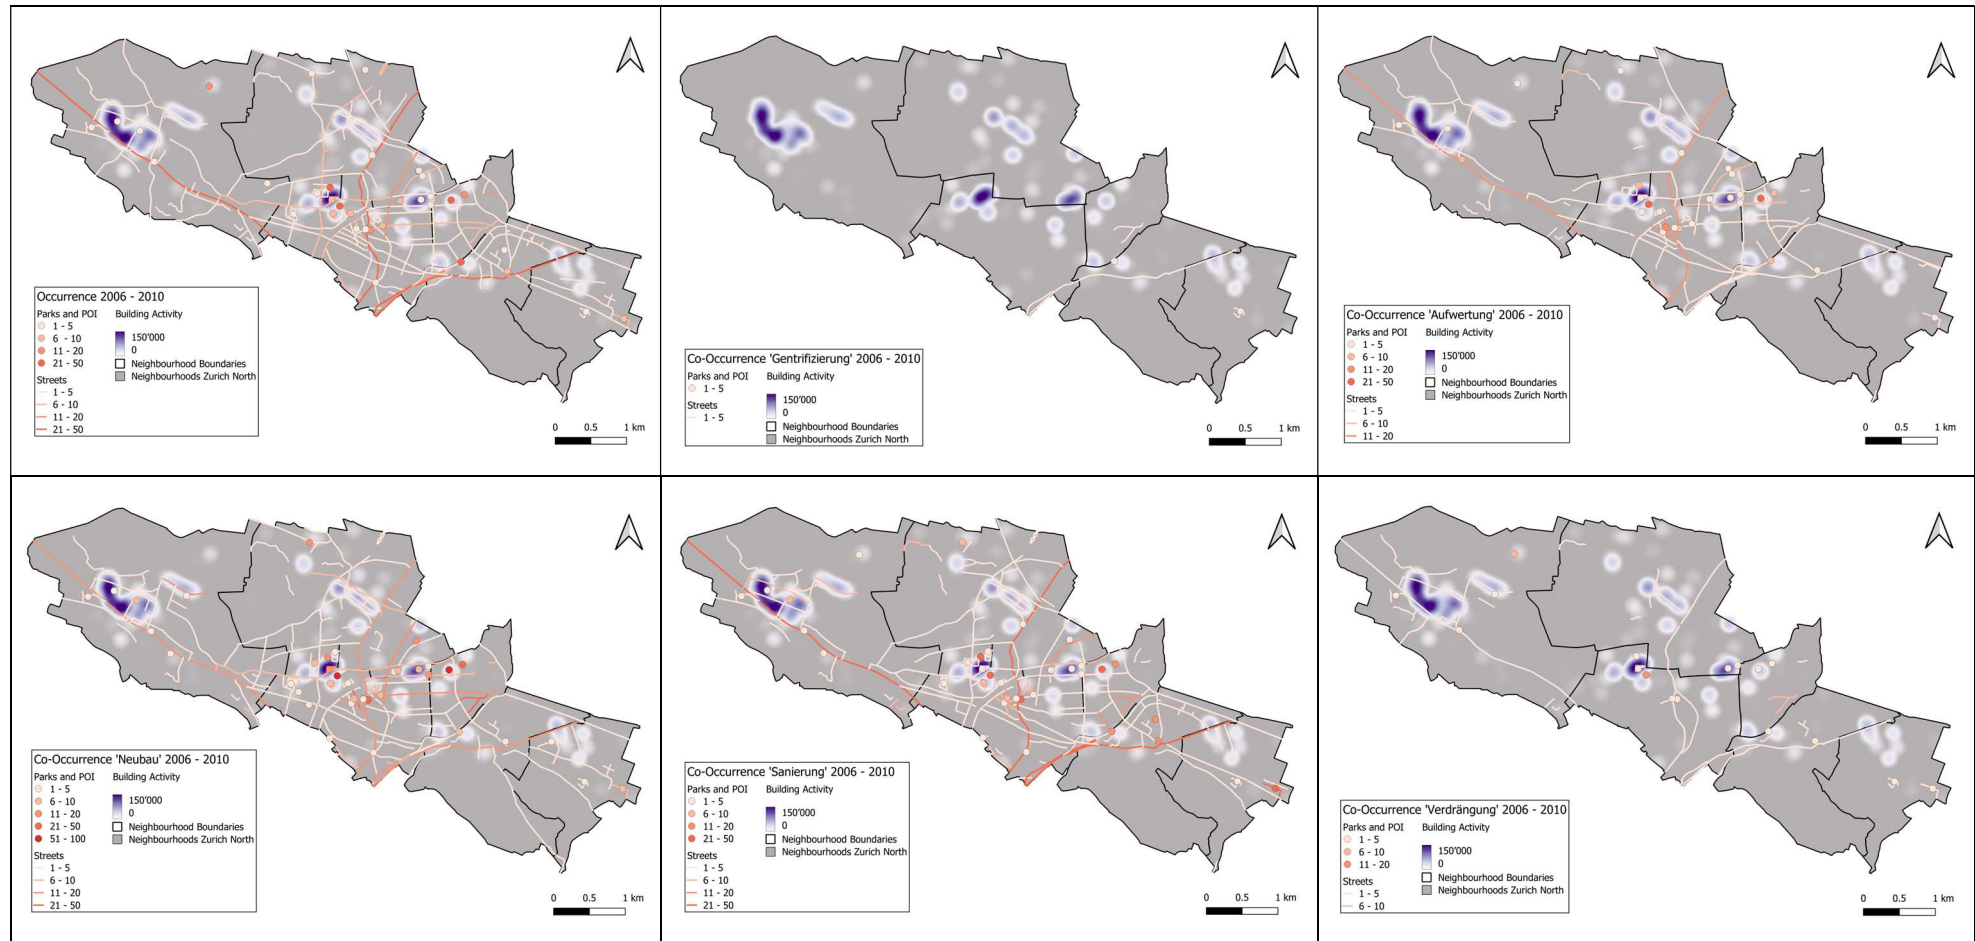 Occurrence 2006 - 2010
Parks and POI Building Activity
1 - 5
6 - 10
11 - 20
21 - 50
150'000
0
Neighbourhood Boundaries
Neighbourhoods Zurich North
Streets
1 - 5
6 - 10
11 - 20
21 - 50
0 0.5 1 km
Co-Occurrence 'Gentrifizierung' 2006 - 2010
Parks and POI Building Activity
1 - 5
150'000
0
Neighbourhood Boundaries
Neighbourhoods Zurich North
Streets
1 - 5
0 0.5 1 km
Co-Occurrence 'Aufwertung' 2006 - 2010
Parks and POI Building Activity
1 - 5
6 - 10
11 - 20
21 - 50
150'000
0
Neighbourhood Boundaries
Neighbourhoods Zurich North
Streets
1 - 5
6 - 10
11 - 20
0 0.5 1 km
Co-Occurrence 'Neubau' 2006 - 2010
Parks and POI Building Activity
1 - 5
6 - 10
11 - 20
21 - 50
51 - 100
150'000
0
Neighbourhood Boundaries
Neighbourhoods Zurich North
Streets
1 - 5
6 - 10
11 - 20
21 - 50
0 0.5 1 km
Co-Occurrence 'Sanierung' 2006 - 2010
Parks and POI Building Activity
1 - 5
6 - 10
11 - 20
21 - 50
150'000
0
Neighbourhood Boundaries
Neighbourhoods Zurich North
Streets
1 - 5
6 - 10
11 - 20
21 - 50
0 0.5 1 km
Co-Occurrence 'Verdrängung' 2006 - 2010
Parks and POI Building Activity
1 - 5
6 - 10
11 - 20
150'000
0
Neighbourhood Boundaries
Neighbourhoods Zurich North
Streets
1 - 5
6 - 10
0 0.5 1 km